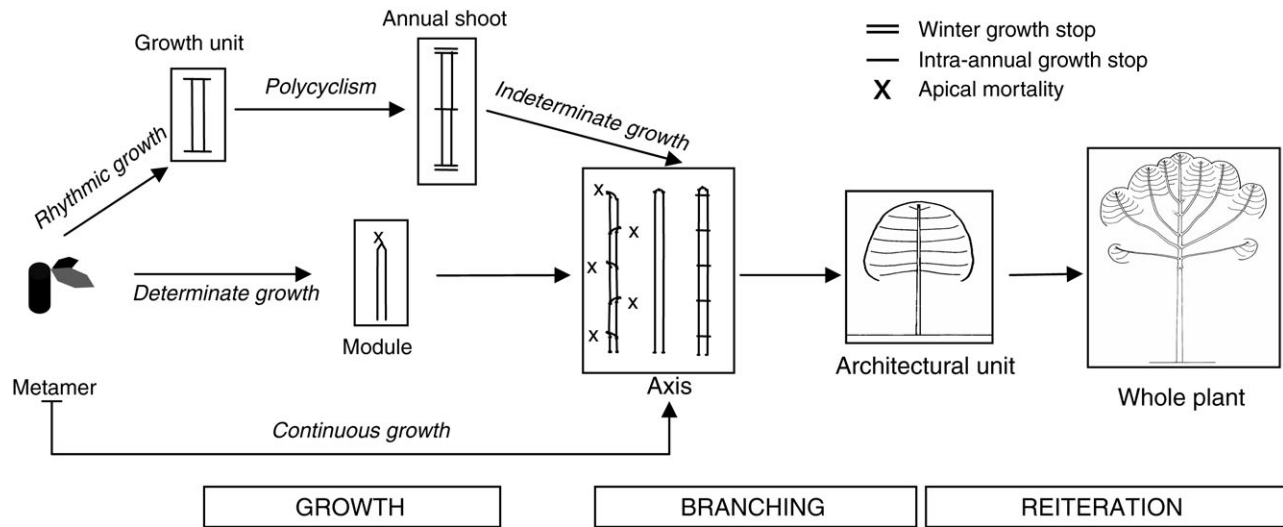 Annual shoot
Growth unit
Winter growth stop
Intra-annual growth stop
X Apical mortality
Polycyclism
Indeterminate growth
Rhythmic growth
X
X
X
X
X
X
Determinate growth
Module
Metamer
Axis
Architectural unit
Whole plant
Continuous growth
GROWTH
BRANCHING
REITERATION